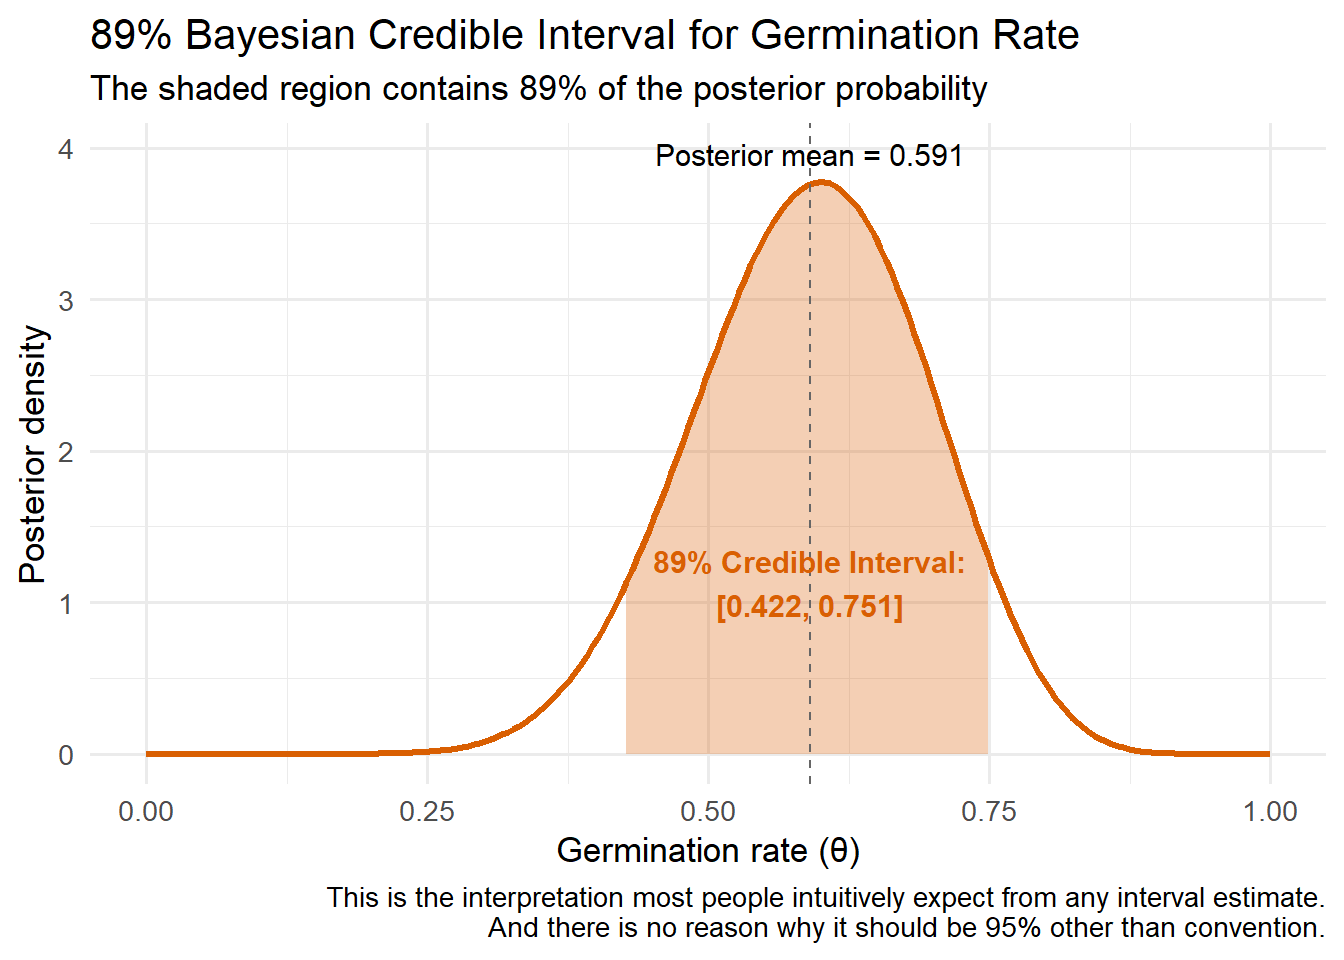 89% Bayesian Credible Interval for Germination Rate
The shaded region contains 89% of the posterior probability
4
Posterior mean = 0.591
3
2
Posterior density
89% Credible Interval:
[0.422, 0.751]
1
0
0.00 0.25 0.50 0.75 1.00
Germination rate (θ)
This is the interpretation most people intuitively expect from any interval estimate.
And there is no reason why it should be 95% other than convention.